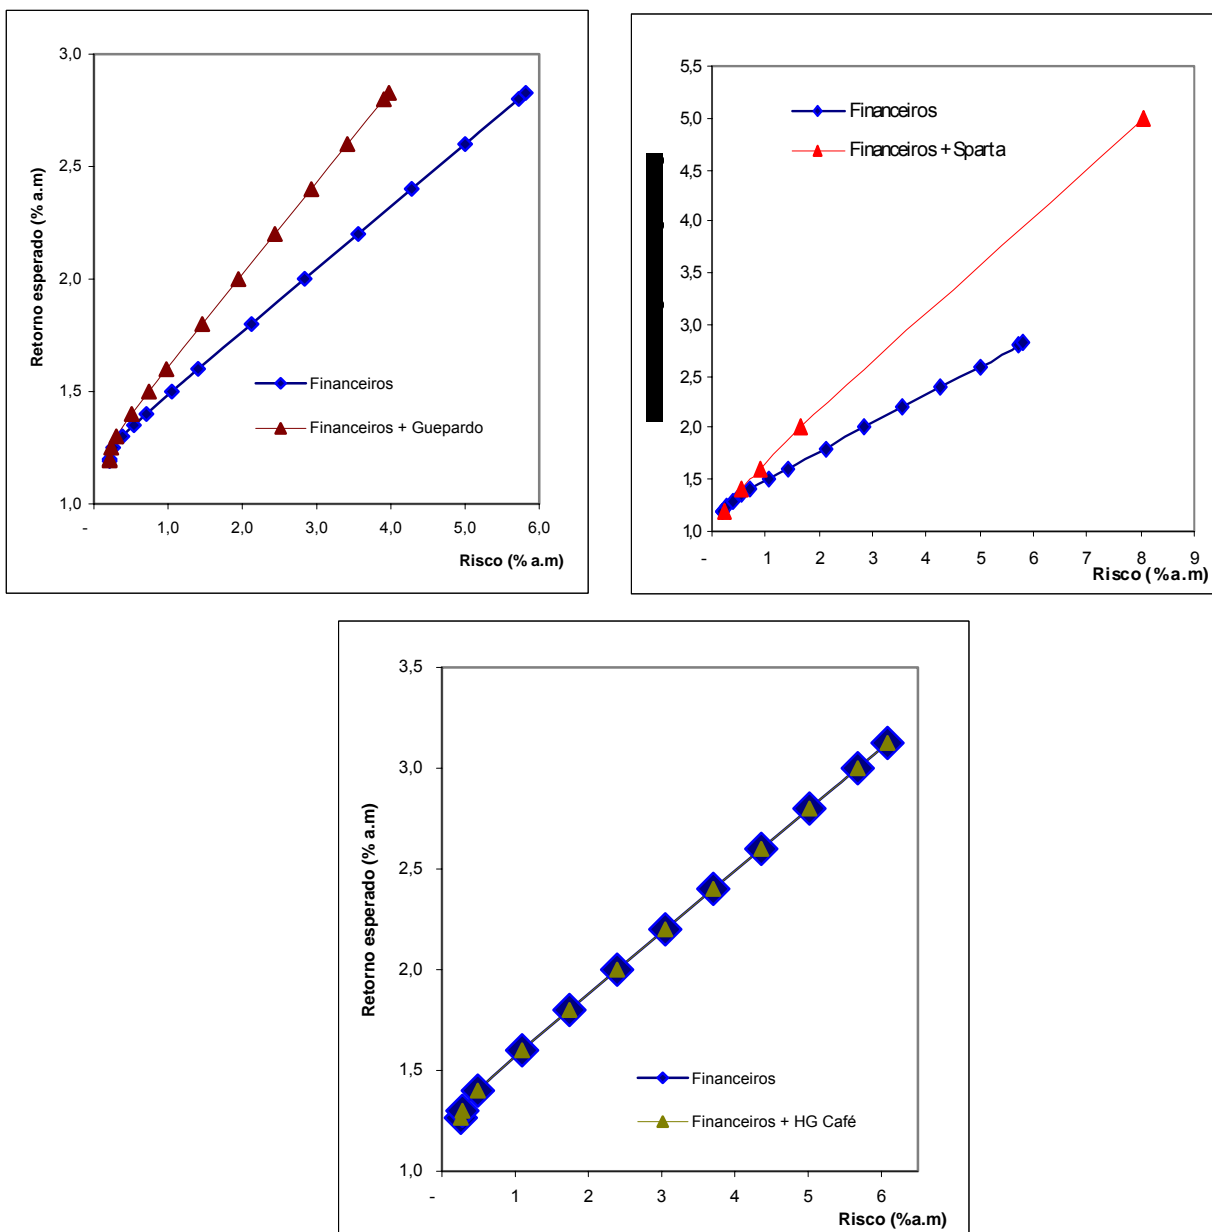 3,0
2,5
2,0
1,5
1,0
Retorno esperado (% a.m)
Financeiros
Financeiros + Guepardo
- 1,0 2,0 3,0 4,0 5,0 6,0
Risco (% a.m)
5,5
5,0
4,5
4,0
3,5
3,0
2,5
2,0
1,5
1,0
Financeiros
Financeiros + Sparta
- 1 2 3 4 5 6 7 8 9
Risco (%a.m)
3,5
3,0
2,5
2,0
1,5
1,0
Retorno esperado (% a.m)
Financeiros
Financeiros + HG Café
- 1 2 3 4 5 6
Risco (%a.m)